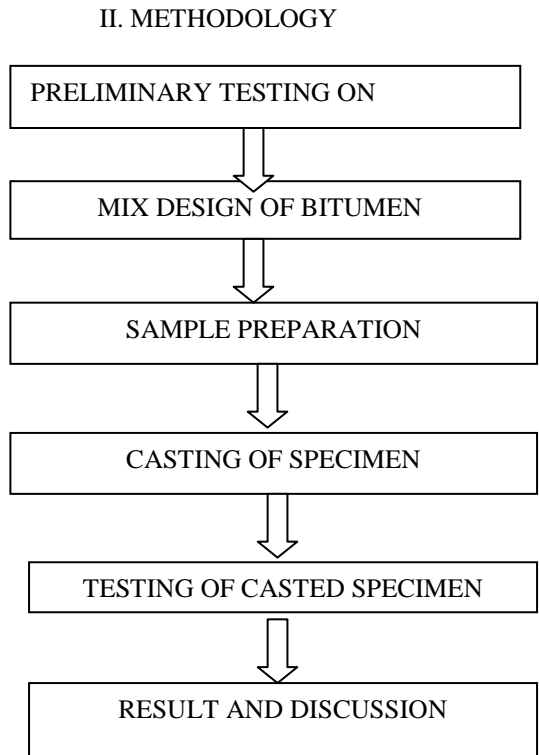 II. METHODOLOGY
PRELIMINARY TESTING ON
MIX DESIGN OF BITUMEN
SAMPLE PREPARATION
CASTING OF SPECIMEN
TESTING OF CASTED SPECIMEN
RESULT AND DISCUSSION